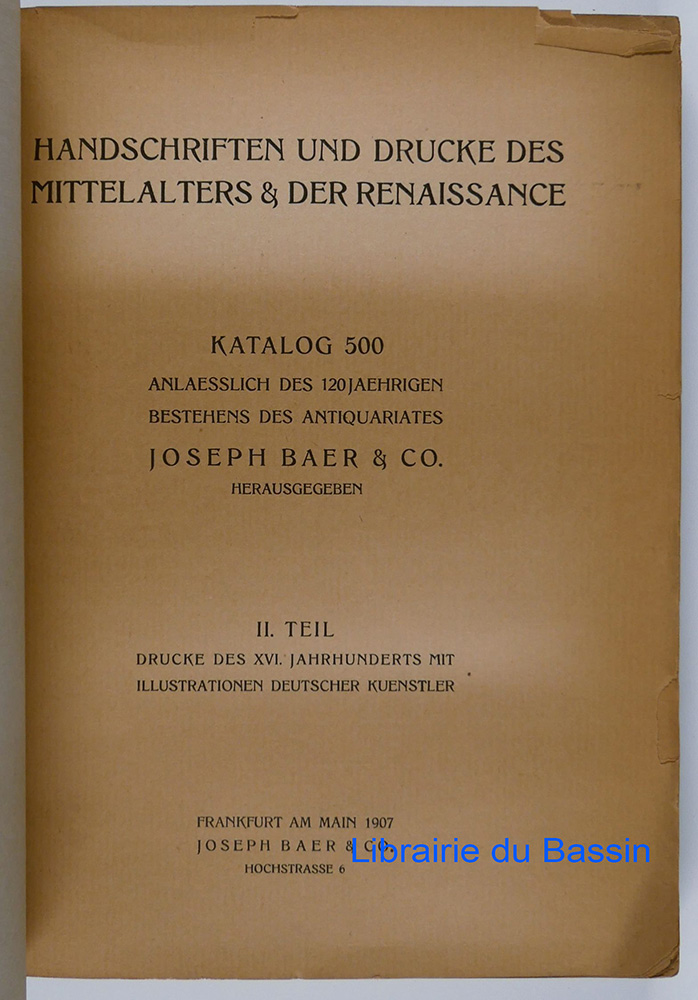 HANDSCHRIFTEN UND DRUCKE DES
MITTELALTERS & DER RENAISSANCE
KATALOG 500
ANLAESSLICH DES 120JAEHRIGEN
BESTEHENS DES ANTIQUARIATES
JOSEPH BAER & CO.
HERAUSGEGEBEN
II. TEIL
DRUCKE DES XVI. JAHRHUNDERTS MIT
ILLUSTRATIONEN DEUTSCHER KUENSTLER
FRANKFURT AM MAIN 1907
JOSEPH BAER & CO.
HOCHSTRASSE 6
Librairie du Bassin